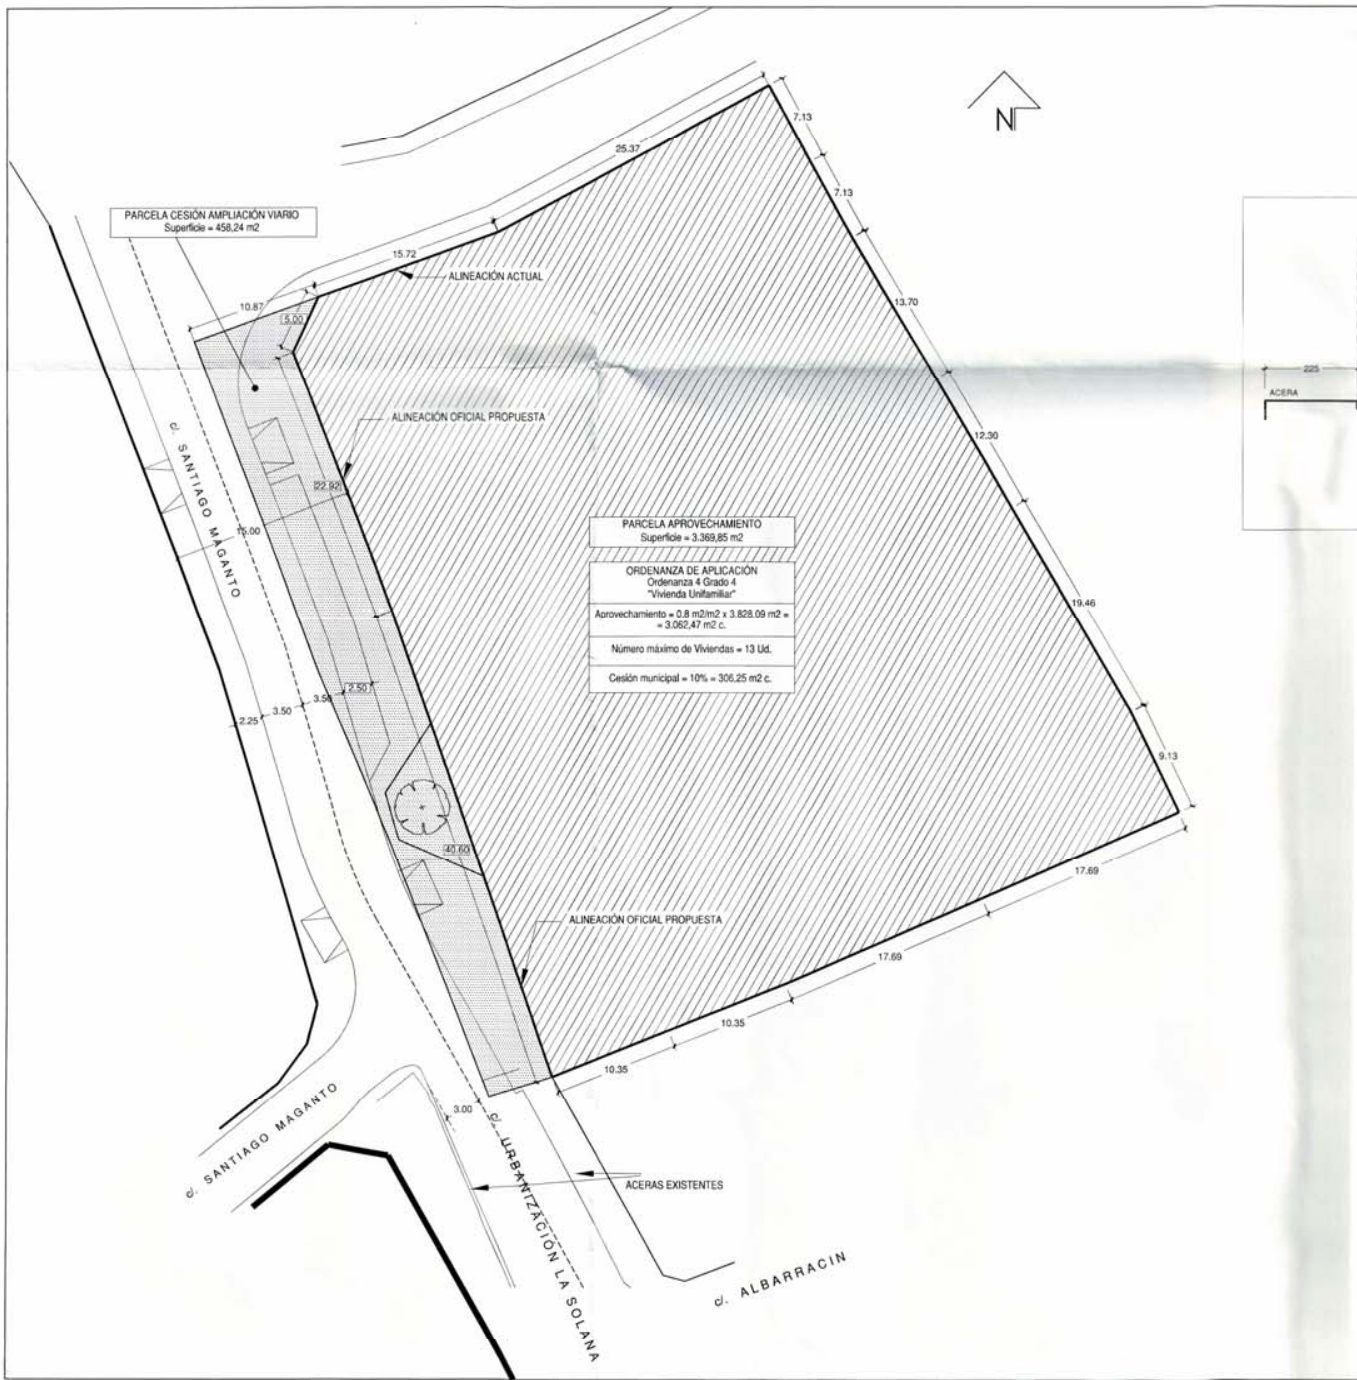 N
25.37
7.13
7.13
PARCELA CESIÓN AMPLIACIÓN VIARIO
Superficie = 458,24 m2
15.72
ALINEACIÓN ACTUAL
10.87
5.00
13.70
225
ACERA
ALINEACIÓN OFICIAL PROPUESTA
c/. SANTIAGO MAGANTO
12.30
22.92
15.00
PARCELA APROVECHAMIENTO
Superficie = 3.369,85 m2
ORDENANZA DE APLICACIÓN
Ordenanza 4 Grado 4
"Vivienda Unifamiliar"
Aprovechamiento = 0,8 m2/m2 x 3.828.09 m2 =
= 3.062,47 m2 c.
Número máximo de Viviendas = 13 Ud.
Cesión municipal = 10% = 306,25 m2 c.
19.46
2.25
3.50
3.50
2.50
9.13
40.60
17.69
ALINEACIÓN OFICIAL PROPUESTA
17.69
10.35
10.35
c/. SANTIAGO MAGANTO
3.00
c/. URBANIZACIÓN LA SOLANA
ACERAS EXISTENTES
c/. ALBARRACIN